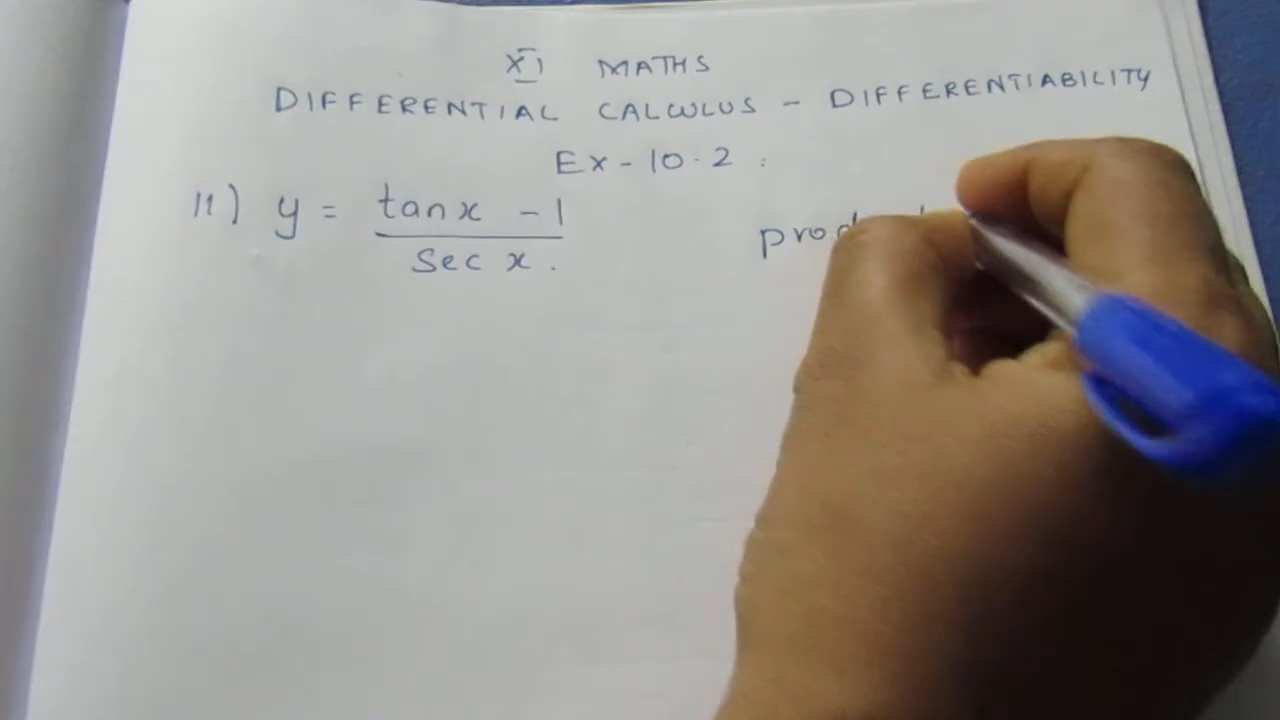 XI MATHS
DIFFERENTIAL CALCULUS - DIFFERENTIABILITY
Ex - 10.2 :
11) y = tan x - 1
sec x .